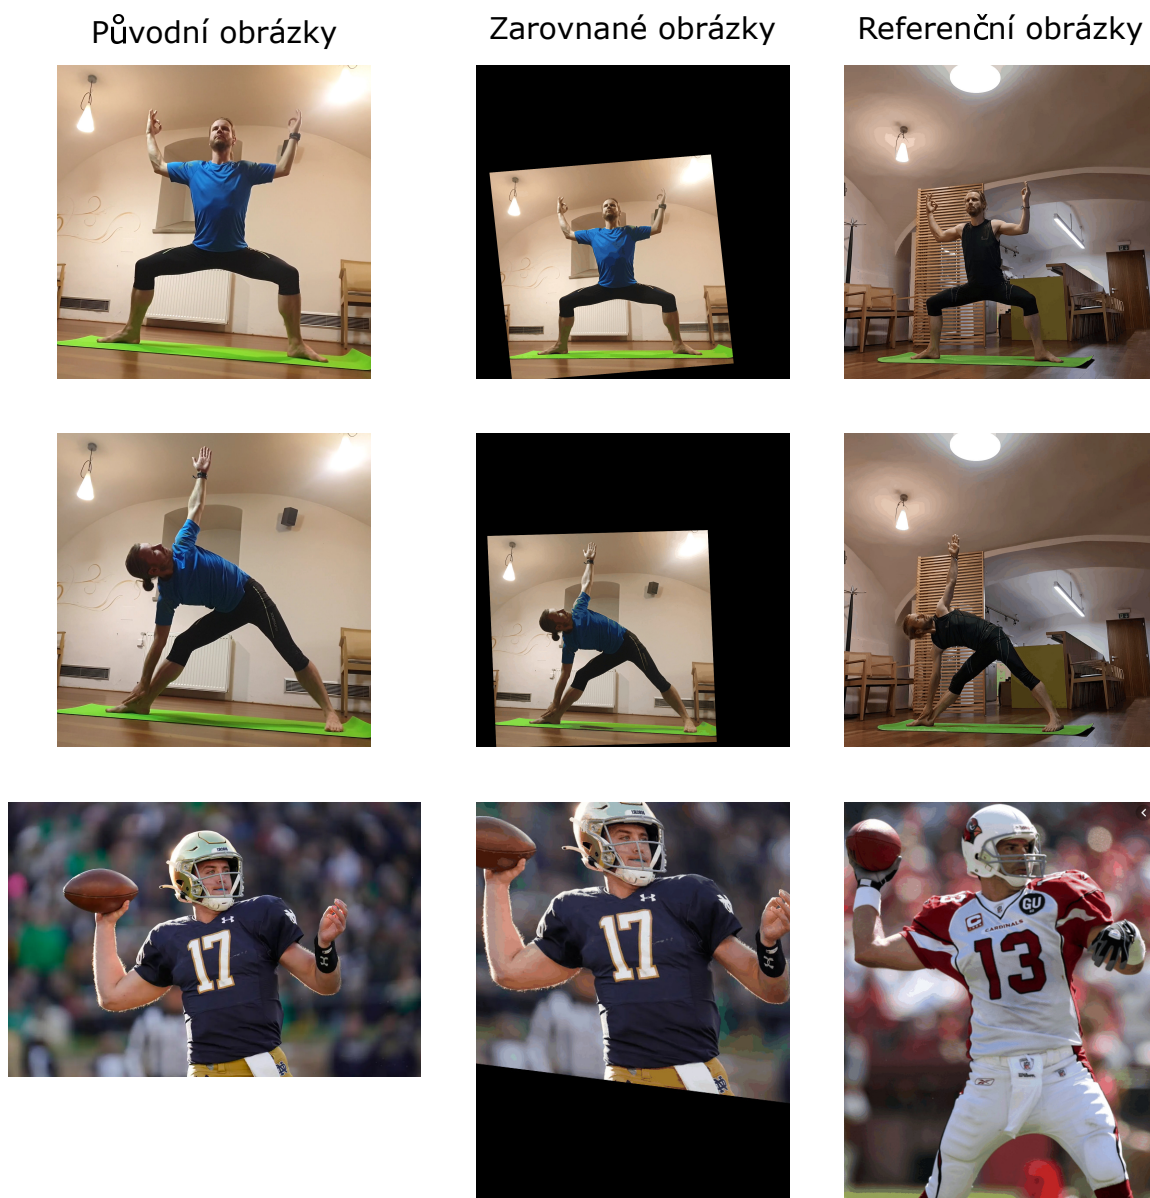 Původní obrázky
Zarovnané obrázky
Referenční obrázky
17
17
GU
C
CARDINALS
13